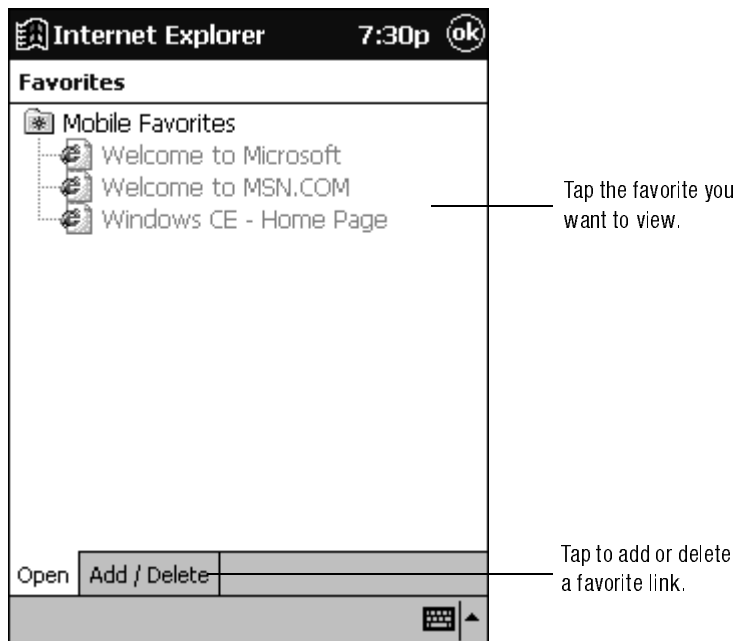 Internet Explorer 7:30p ok
Favorites
Mobile Favorites
Welcome to Microsoft
Welcome to MSN.COM
Windows CE - Home Page
Tap the favorite you
want to view.
Open Add / Delete
Tap to add or delete
a favorite link.